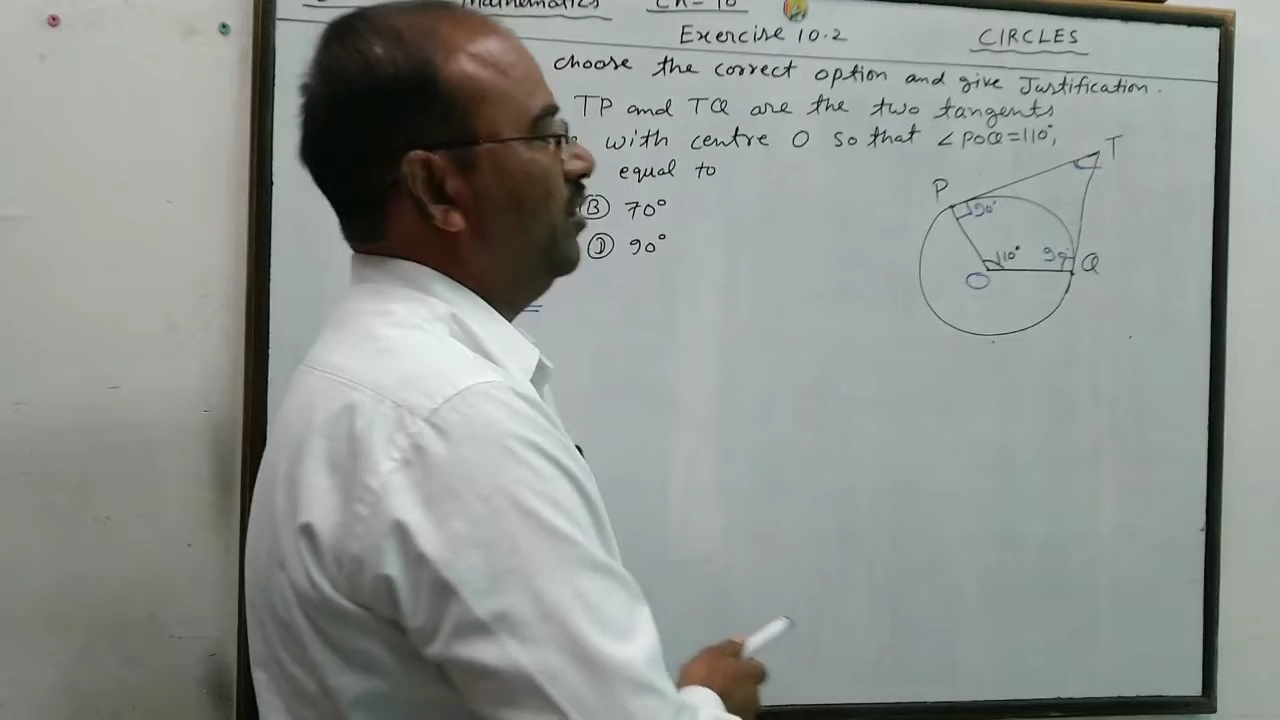 Mathematics CH-10
Exercise 10.2 CIRCLES
choose the correct option and give Justification.
TP and TQ are the two tangents
with centre O so that ∠POQ=110°,
equal to
(B) 70°
(D) 90°
T
P
90°
110°
90°
Q
O